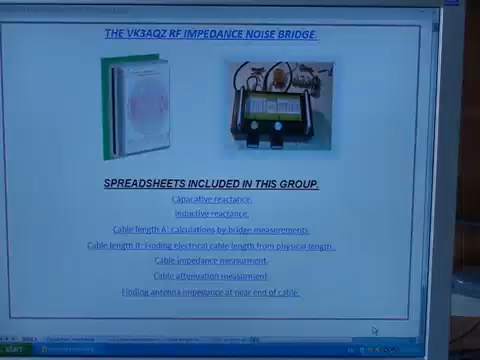 THE VK3AQZ RF IMPEDANCE NOISE BRIDGE.
SPREADSHEETS INCLUDED IN THIS GROUP.
Capacative reactance.
Inductive reactance.
Cable length A: calculations by bridge measurements.
Cable length B: Finding electrical cable length from physical length.
Cable impedance measurment.
Cable attenuation measurment.
Finding antenna impedance at near end of cable.
start